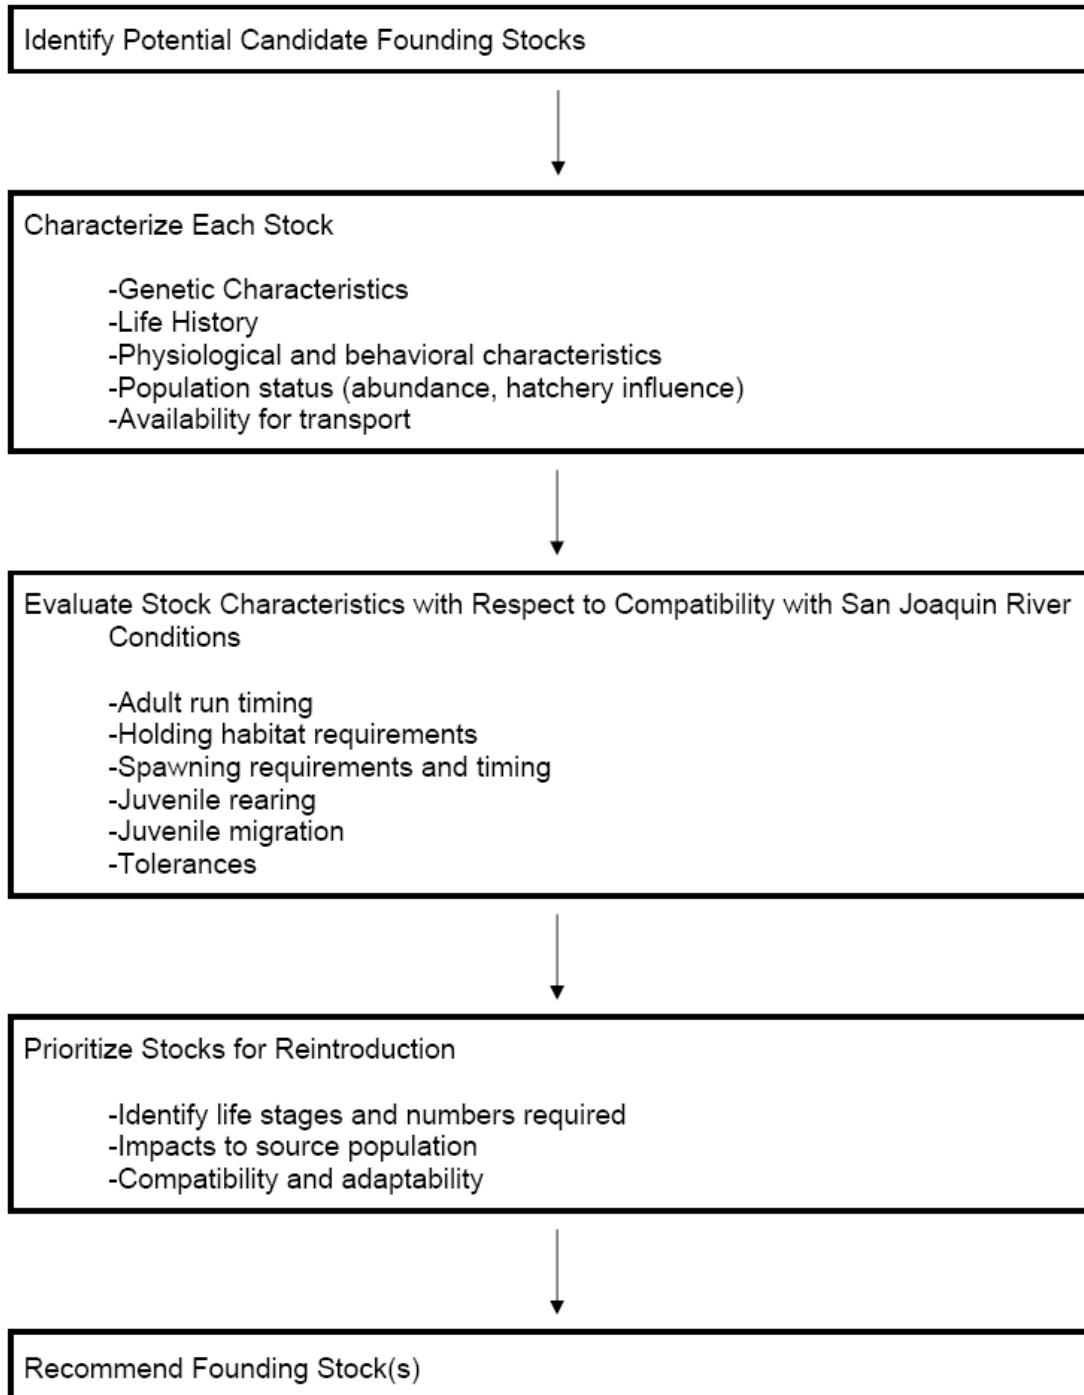 Identify Potential Candidate Founding Stocks
Characterize Each Stock
-Genetic Characteristics
-Life History
-Physiological and behavioral characteristics
-Population status (abundance, hatchery influence)
-Availability for transport
Evaluate Stock Characteristics with Respect to Compatibility with San Joaquin River
Conditions
-Adult run timing
-Holding habitat requirements
-Spawning requirements and timing
-Juvenile rearing
-Juvenile migration
-Tolerances
Prioritize Stocks for Reintroduction
-Identify life stages and numbers required
-Impacts to source population
-Compatibility and adaptability
Recommend Founding Stock(s)